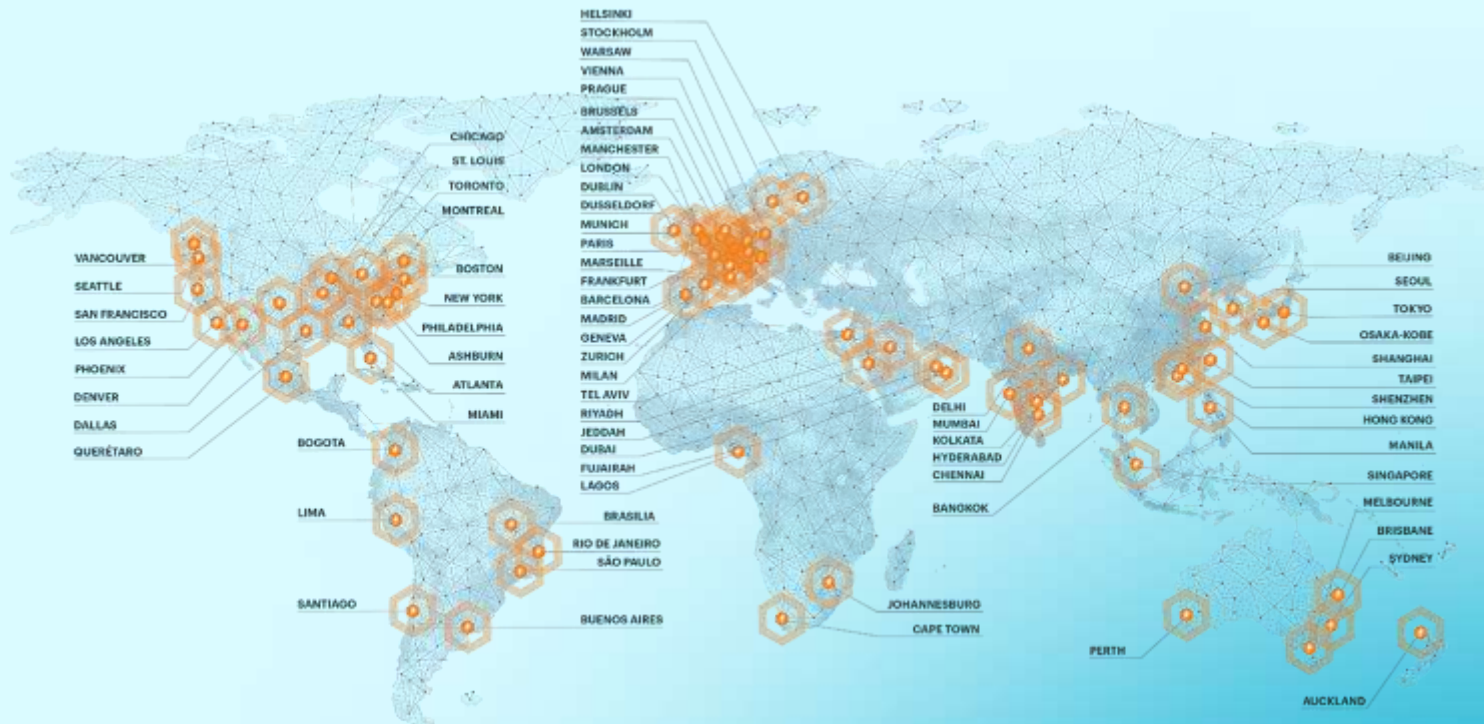 HELSINKI
STOCKHOLM
WARSAW
VIENNA
PRAGUE
BRUSSELS
AMSTERDAM
MANCHESTER
LONDON
DUBLIN
DUSSELDORF
MUNICH
PARIS
MARSEILLE
FRANKFURT
BARCELONA
MADRID
GENEVA
ZURICH
MILAN
TEL AVIV
RIYADH
JEDDAH
DUBAI
FUJAIRAH
LAGOS
CHICAGO
ST. LOUIS
TORONTO
MONTREAL
BOSTON
NEW YORK
PHILADELPHIA
ASHBURN
ATLANTA
MIAMI
VANCOUVER
SEATTLE
SAN FRANCISCO
LOS ANGELES
PHOENIX
DENVER
DALLAS
QUERÉTARO
BOGOTA
LIMA
SANTIAGO
BRASILIA
RIO DE JANEIRO
SÃO PAULO
BUENOS AIRES
JOHANNESBURG
CAPE TOWN
DELHI
MUMBAI
KOLKATA
HYDERABAD
CHENNAI
BANGKOK
BEIJING
SEOUL
TOKYO
OSAKA-KOBE
SHANGHAI
TAIPEI
SHENZHEN
HONG KONG
MANILA
SINGAPORE
MELBOURNE
BRISBANE
SYDNEY
PERTH
AUCKLAND